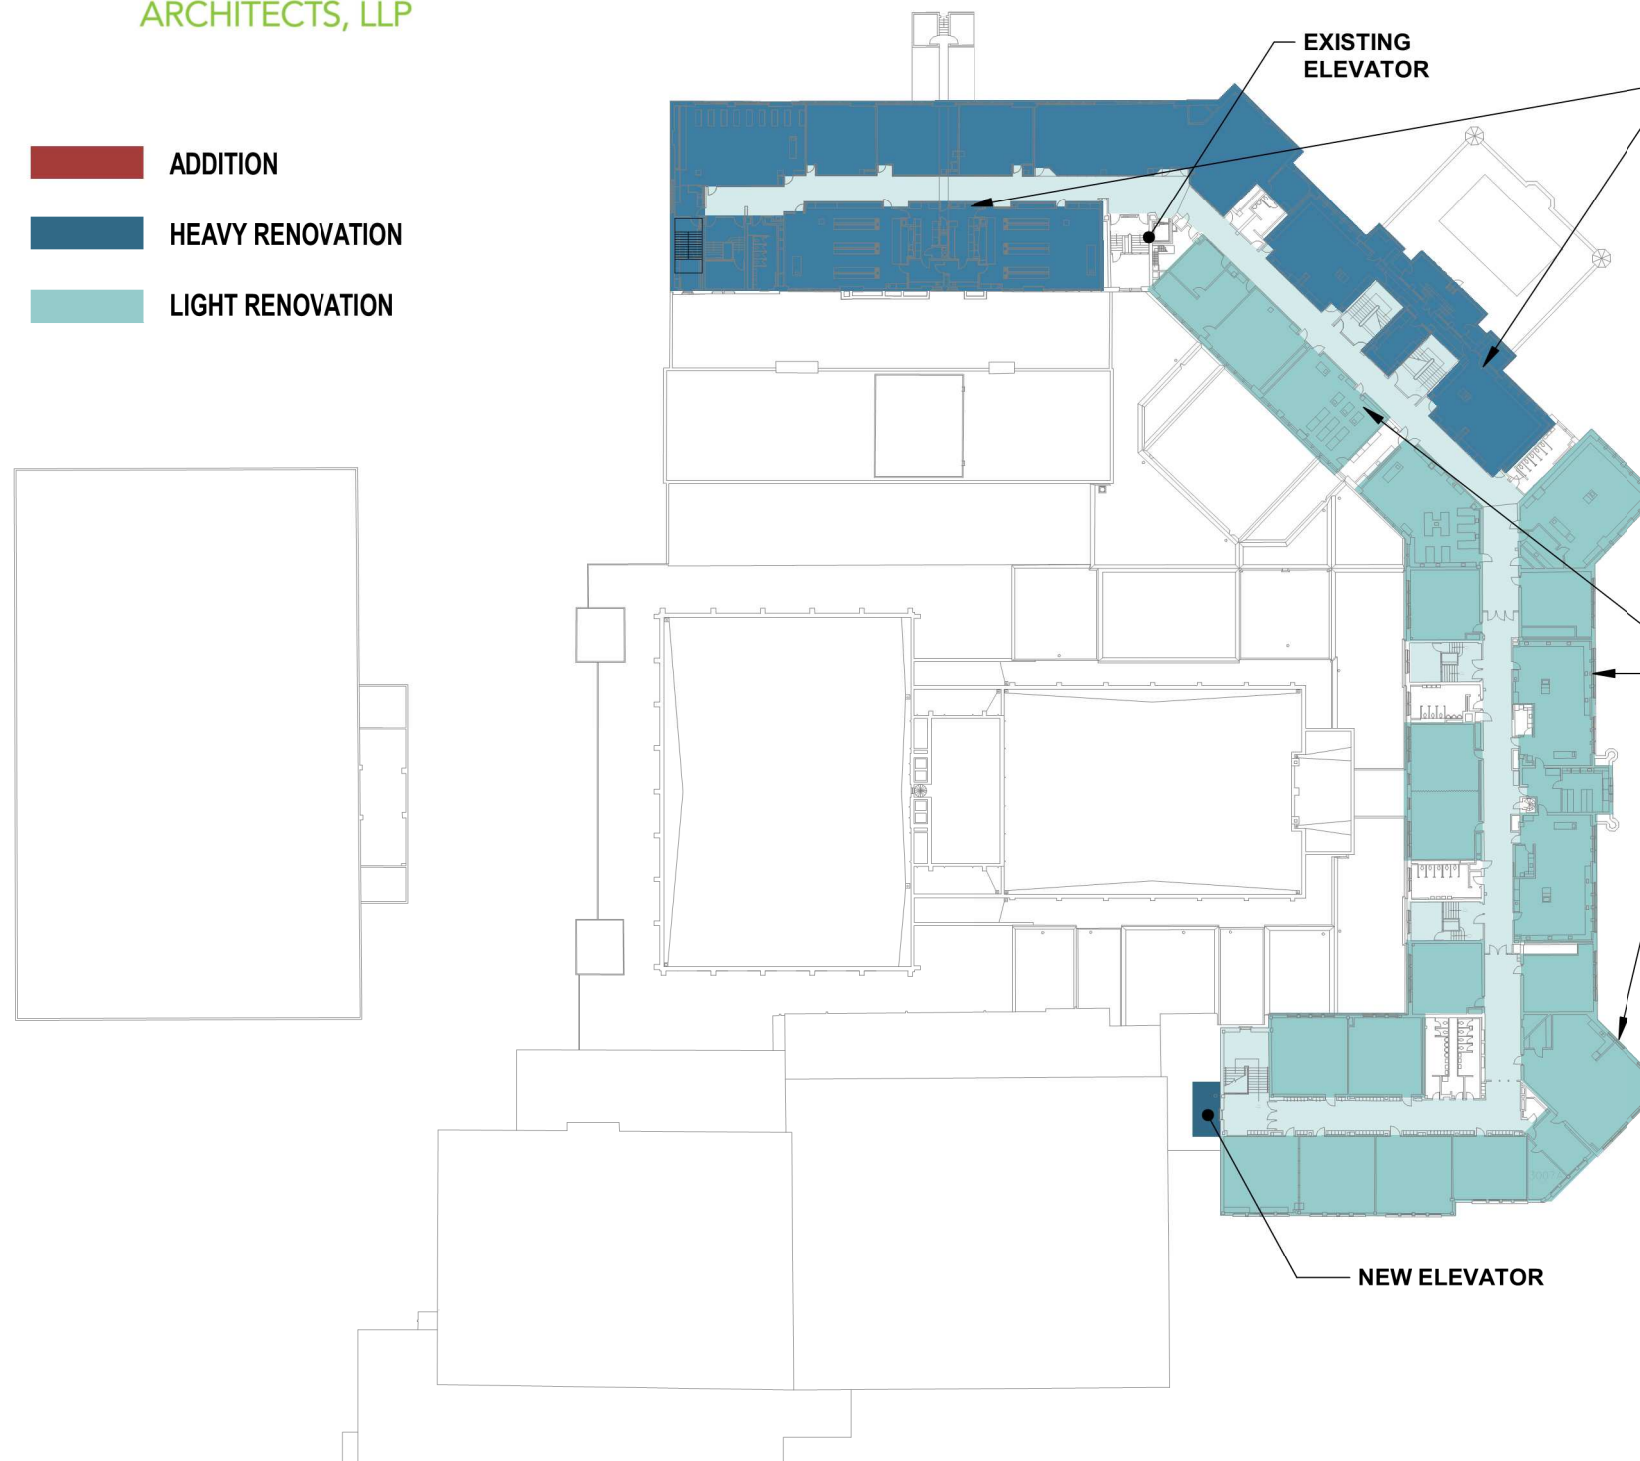 ARCHITECTS, LLP
EXISTING
ELEVATOR
ADDITION
HEAVY RENOVATION
LIGHT RENOVATION
NEW ELEVATOR